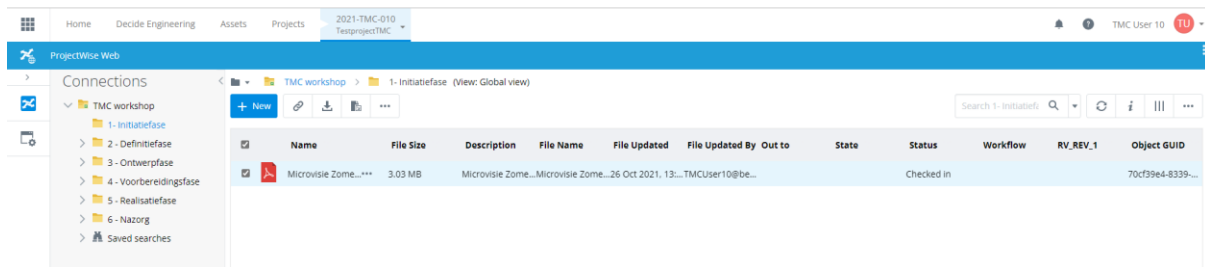 Home Decide Engineering Assets Projects 2021-TMC-010 TMC User 10 TU
TestprojectTMC
ProjectWise Web
Connections TMC workshop > 1- Initiatiefase (View: Global view)
TMC workshop + New Search 1- Initiatief
1- Initiatiefase
2 - Definitiefase Name File Size Description File Name File Updated File Updated By Out to State Status Workflow RV_REV_1 Object GUID
3 - Ontwerpfase
4 - Voorbereidingsfase Microvisie Zome... 3.03 MB Microvisie Zome... Microvisie Zome... 26 Oct 2021, 13:... TMCUser10@be... Checked in 70cf39e4-8339-...
5 - Realisatiefase
6 - Nazorg
Saved searches